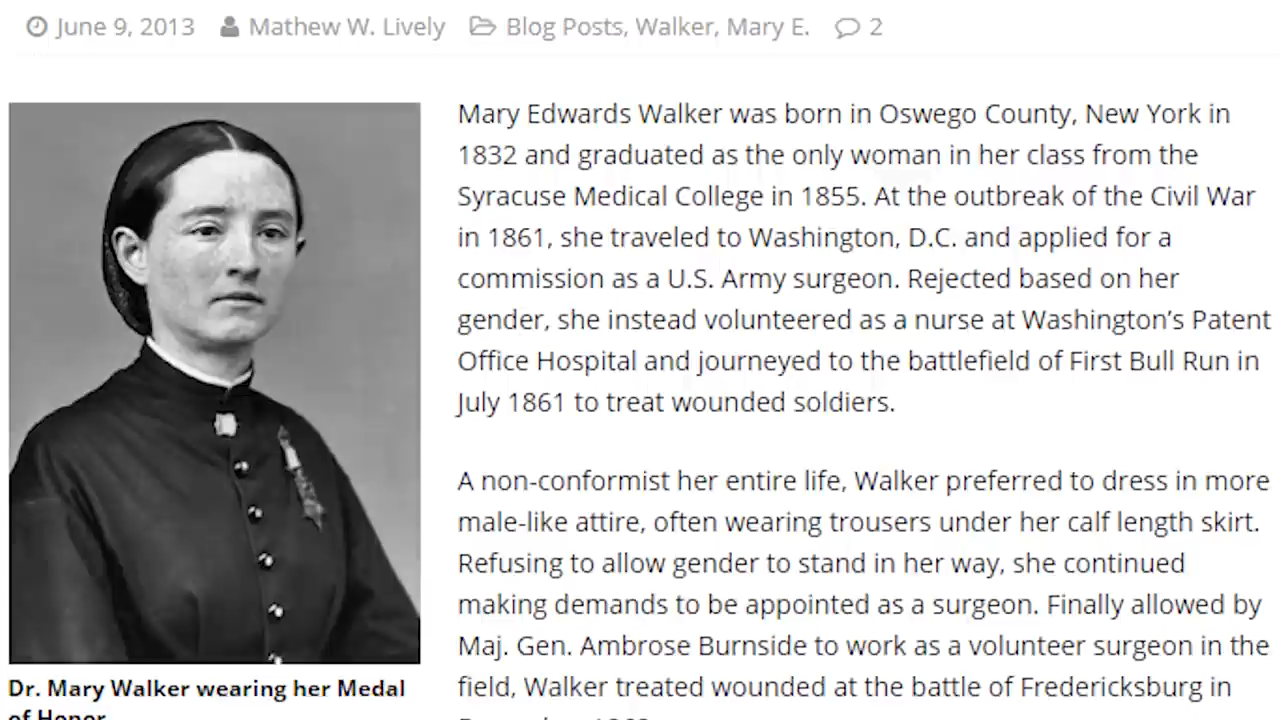 June 9, 2013 Mathew W. Lively Blog Posts, Walker, Mary E. 2
Mary Edwards Walker was born in Oswego County, New York in
1832 and graduated as the only woman in her class from the
Syracuse Medical College in 1855. At the outbreak of the Civil War
in 1861, she traveled to Washington, D.C. and applied for a
commission as a U.S. Army surgeon. Rejected based on her
gender, she instead volunteered as a nurse at Washington’s Patent
Office Hospital and journeyed to the battlefield of First Bull Run in
July 1861 to treat wounded soldiers.
A non-conformist her entire life, Walker preferred to dress in more
male-like attire, often wearing trousers under her calf length skirt.
Refusing to allow gender to stand in her way, she continued
making demands to be appointed as a surgeon. Finally allowed by
Maj. Gen. Ambrose Burnside to work as a volunteer surgeon in the
field, Walker treated wounded at the battle of Fredericksburg in
Dr. Mary Walker wearing her Medal
of Honor